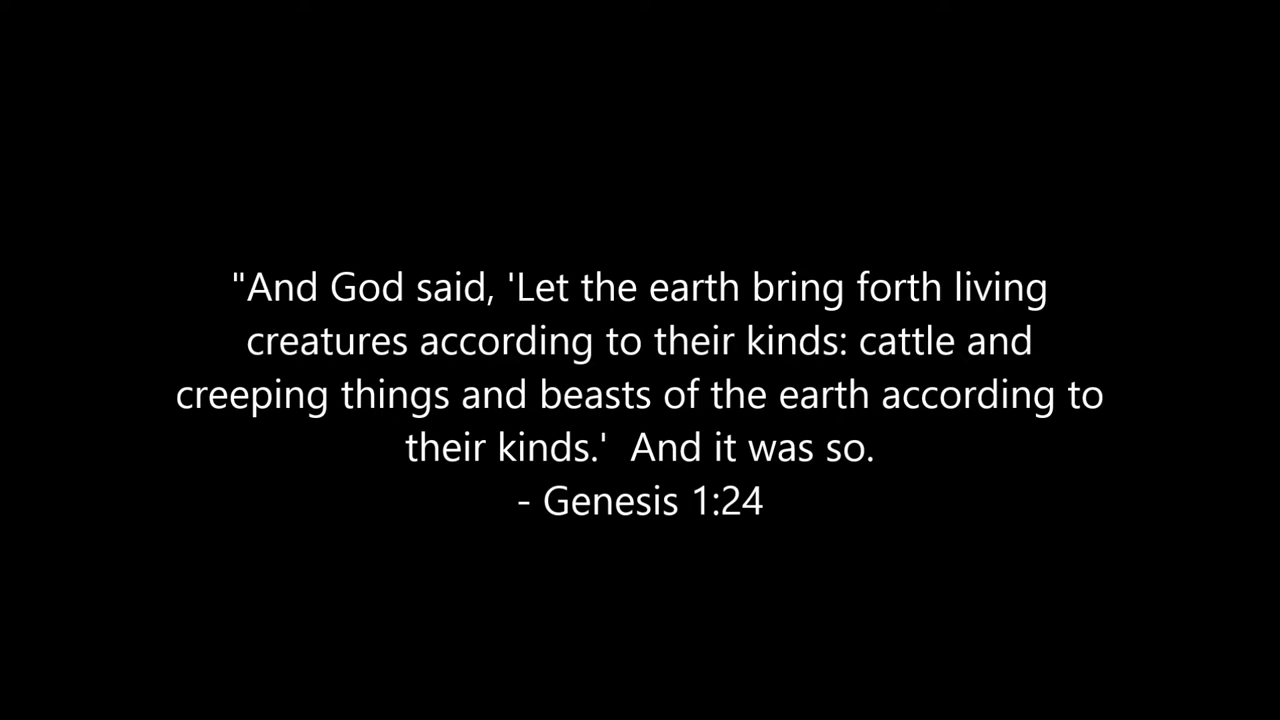 "And God said, 'Let the earth bring forth living
creatures according to their kinds: cattle and
creeping things and beasts of the earth according to
their kinds.'  And it was so.
- Genesis 1:24